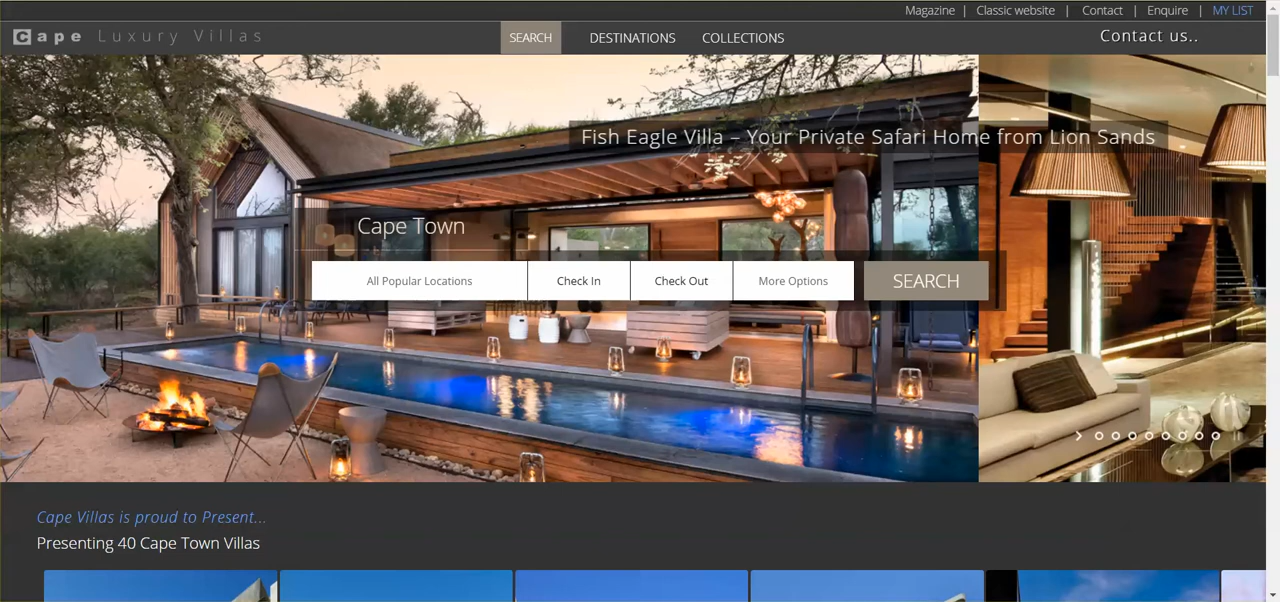 Magazine | Classic website | Contact | Enquire | MY LIST
Cape Luxury Villas SEARCH DESTINATIONS COLLECTIONS Contact us..
Fish Eagle Villa – Your Private Safari Home from Lion Sands
Cape Town
All Popular Locations Check In Check Out More Options SEARCH
Cape Villas is proud to Present...
Presenting 40 Cape Town Villas